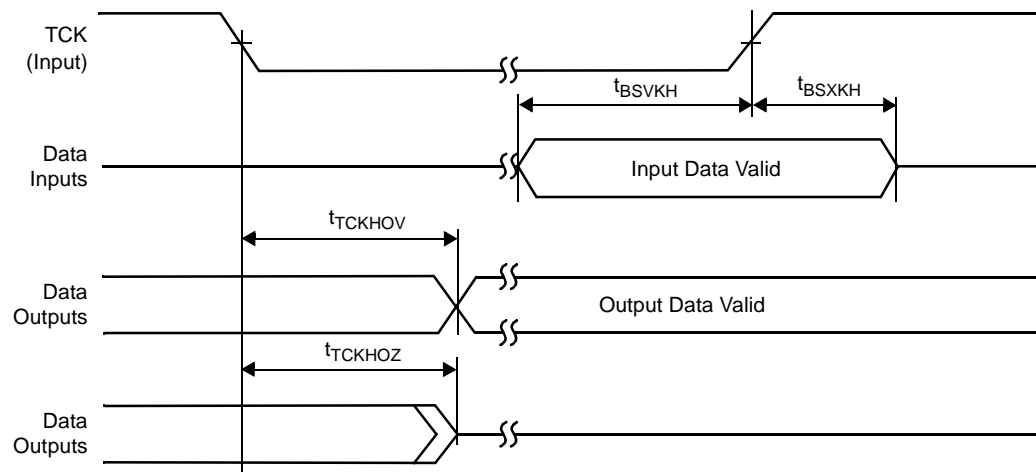 TCK
(Input)
tBSVKH
tBSXKH
Data
Inputs
Input Data Valid
tTCKHOV
Data
Outputs
Output Data Valid
tTCKHOZ
Data
Outputs